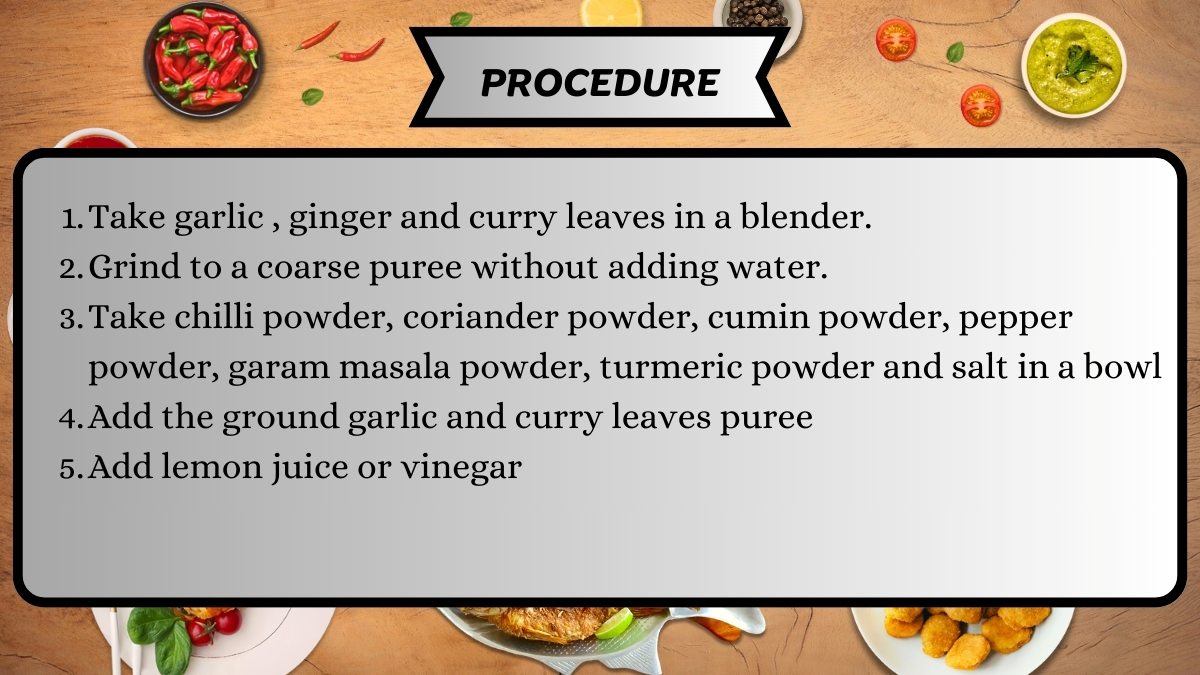 PROCEDURE
1. Take garlic , ginger and curry leaves in a blender.
2. Grind to a coarse puree without adding water.
3. Take chilli powder, coriander powder, cumin powder, pepper
powder, garam masala powder, turmeric powder and salt in a bowl
4. Add the ground garlic and curry leaves puree
5. Add lemon juice or vinegar